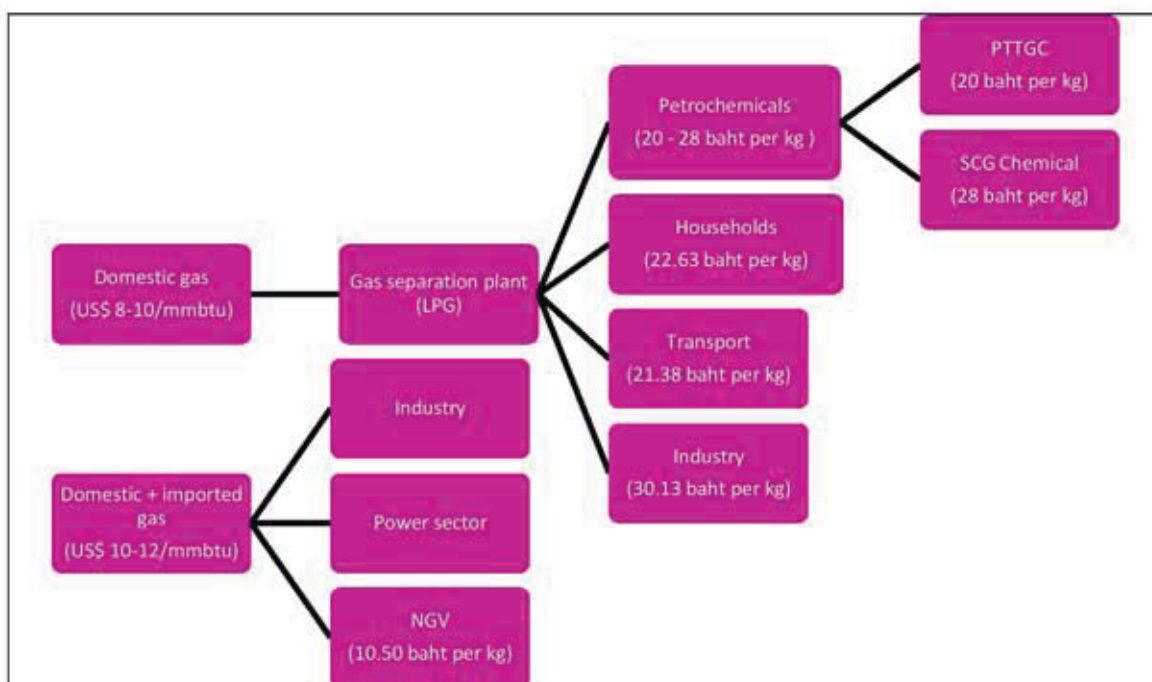 PTTGC
(20 baht per kg)
Petrochemicals
(20 - 28 baht per kg )
SCG Chemical
(28 baht per kg)
Households
(22.63 baht per kg)
Domestic gas
(US$ 8-10/mmbtu)
Gas separation plant
(LPG)
Transport
(21.38 baht per kg)
Industry
Industry
(30.13 baht per kg)
Domestic + imported
gas
(US$ 10-12/mmbtu)
Power sector
NGV
(10.50 baht per kg)